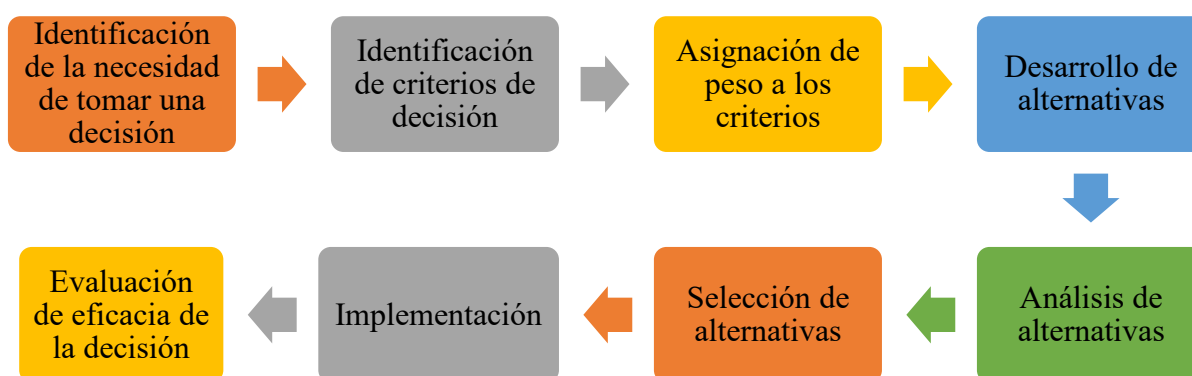 Identificación
de la necesidad
de tomar una
decisión
Identificación
de criterios de
decisión
Asignación de
peso a los
criterios
Desarrollo de
alternativas
Análisis de
alternativas
Selección de
alternativas
Implementación
Evaluación
de eficacia de
la decisión